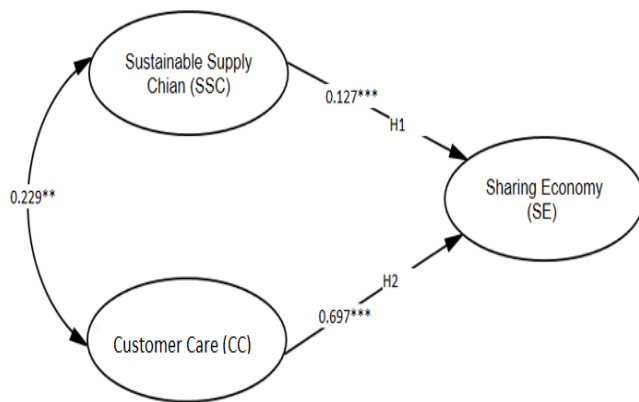 Sustainable Supply
Chian (SSC)
0.127***
H1
0.229**
Sharing Economy
(SE)
H2
0.697***
Customer Care (CC)